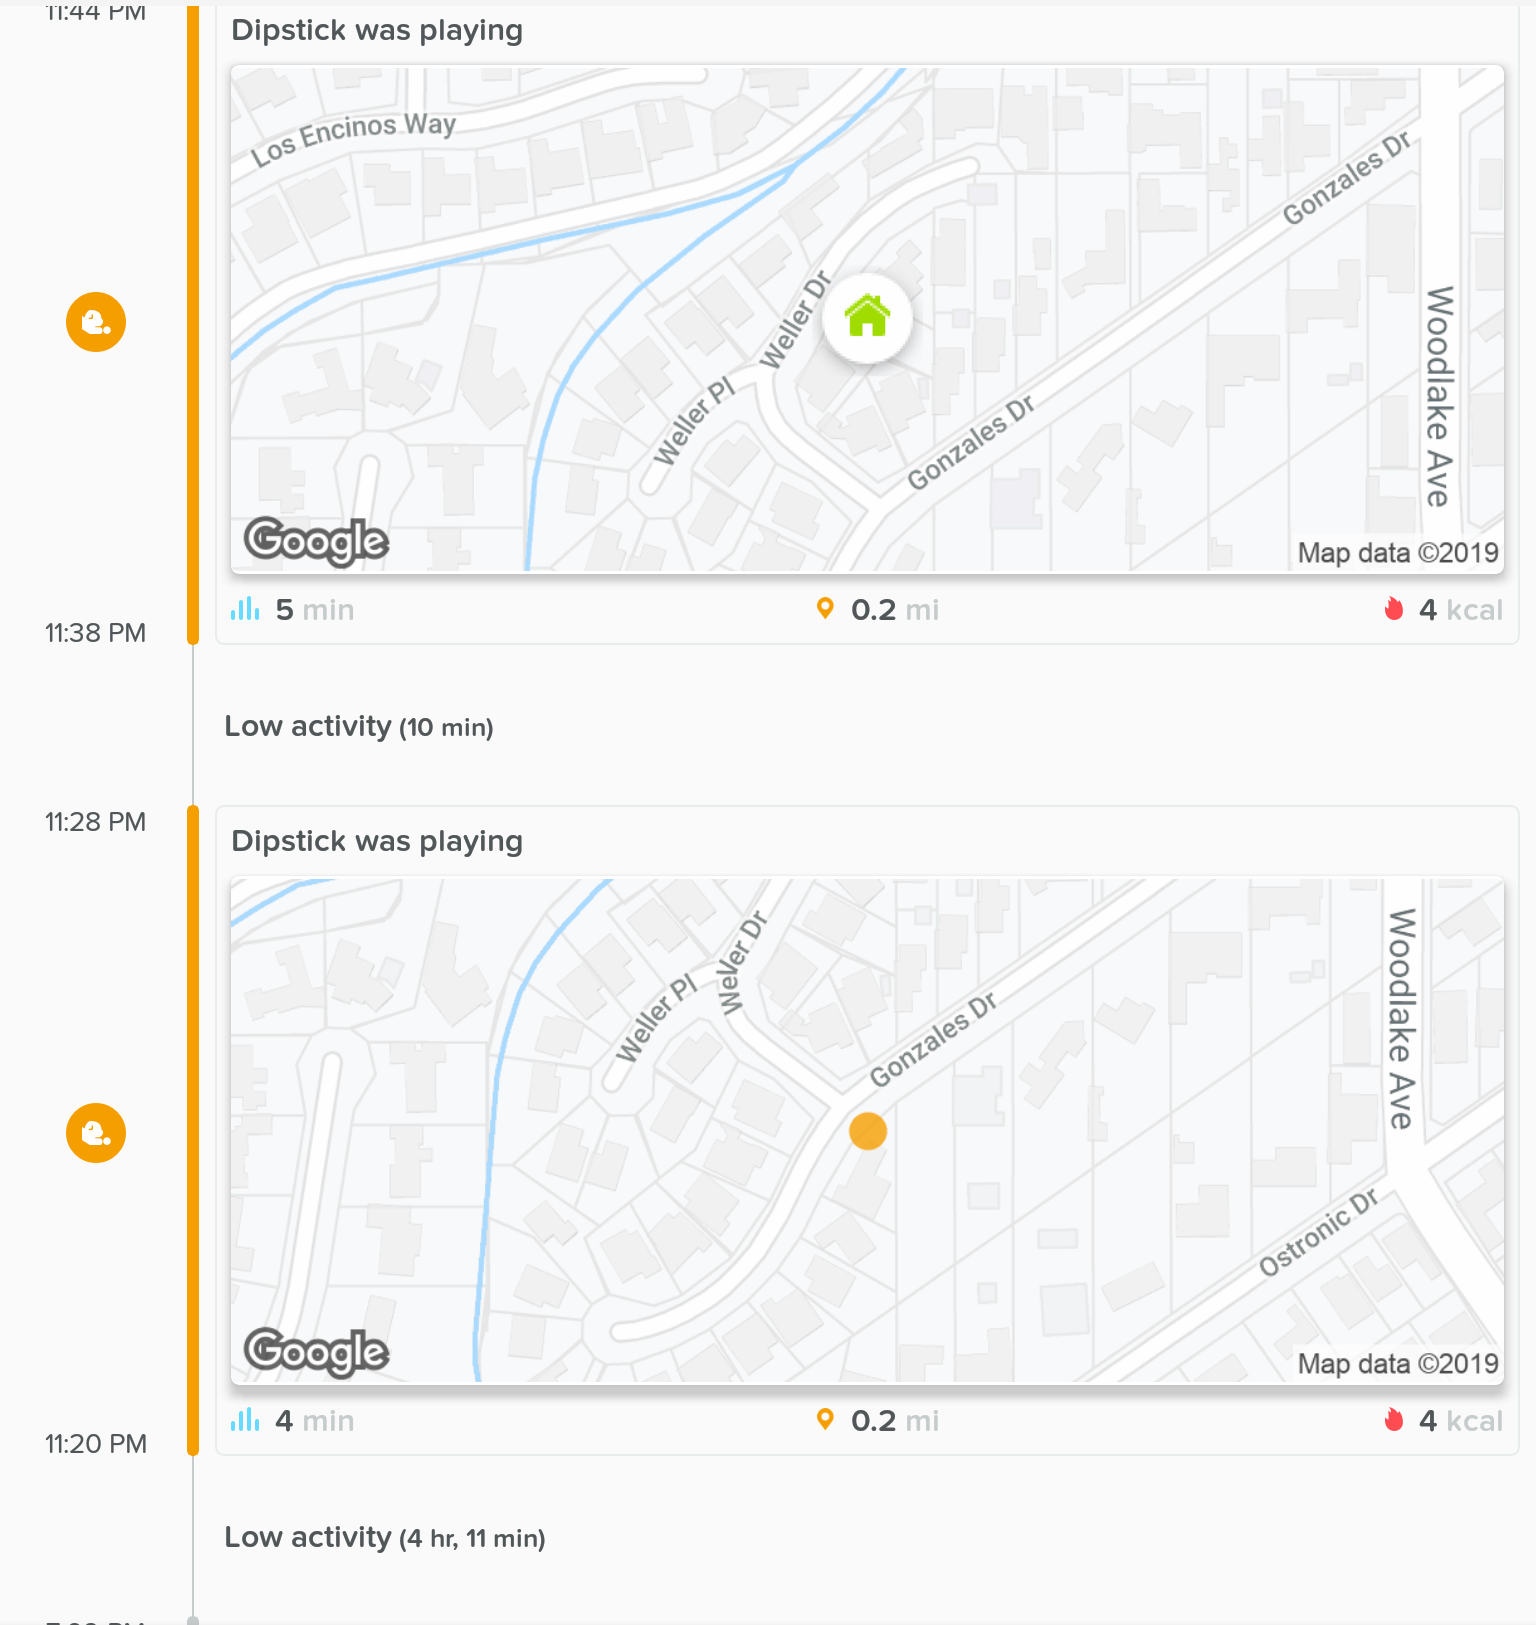 11:44 PM
Dipstick was playing
Los Encinos Way
Gonzales Dr
Weller Dr
Woodlake Ave
Weller Pl
Gonzales Dr
Google
Map data ©2019
5 min
0.2 mi
4 kcal
11:38 PM
Low activity (10 min)
11:28 PM
Dipstick was playing
Weller Dr
Woodlake Ave
Weller Pl
Gonzales Dr
Ostronic Dr
Google
Map data ©2019
4 min
0.2 mi
4 kcal
11:20 PM
Low activity (4 hr, 11 min)